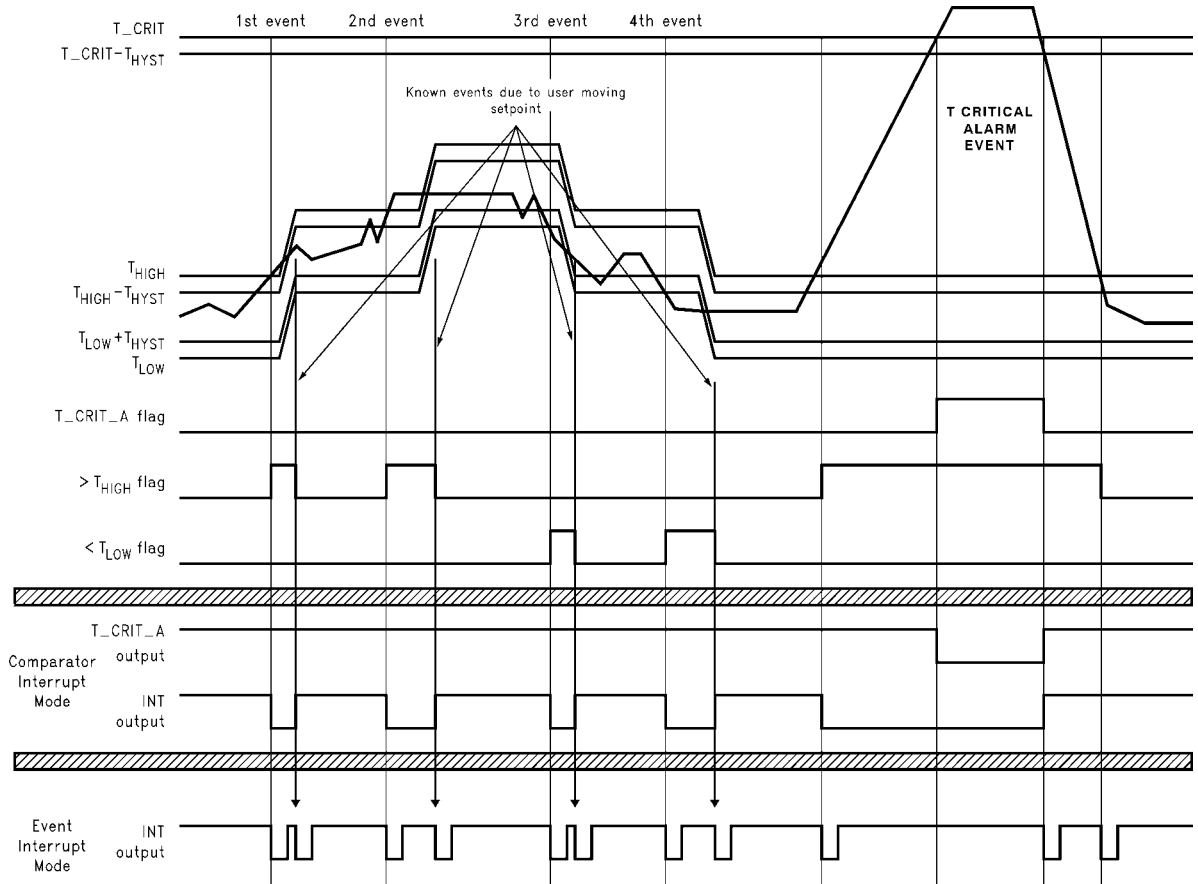 1st event 2nd event 3rd event 4th event
T_CRIT
T_CRIT−THYST
Known events due to user moving
setpoint
T CRITICAL
ALARM
EVENT
THIGH
THIGH−THYST
TLOW+THYST
TLOW
T_CRIT_A flag
> THIGH flag
< TLOW flag
T_CRIT_A
output
Comparator
Interrupt
Mode
INT
output
Event
Interrupt
Mode
INT
output